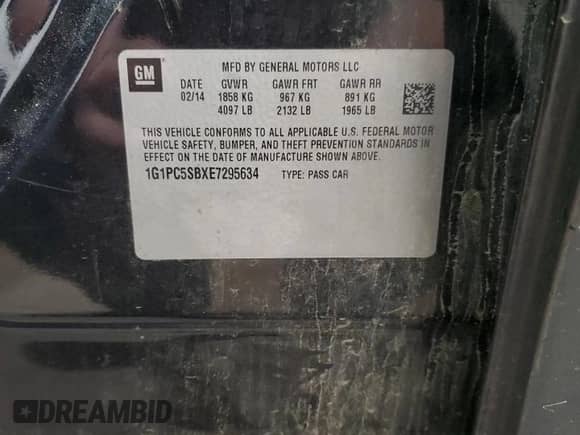 GM
MFD BY GENERAL MOTORS LLC
DATE GVWR GAWR FRT GAWR RR
02/14 1858 KG 967 KG 891 KG
4097 LB 2132 LB 1965 LB
THIS VEHICLE CONFORMS TO ALL APPLICABLE U.S. FEDERAL MOTOR
VEHICLE SAFETY, BUMPER, AND THEFT PREVENTION STANDARDS IN
EFFECT ON THE DATE OF MANUFACTURE SHOWN ABOVE.
1G1PC5SBXE7295634 TYPE: PASS CAR
DREAMBID